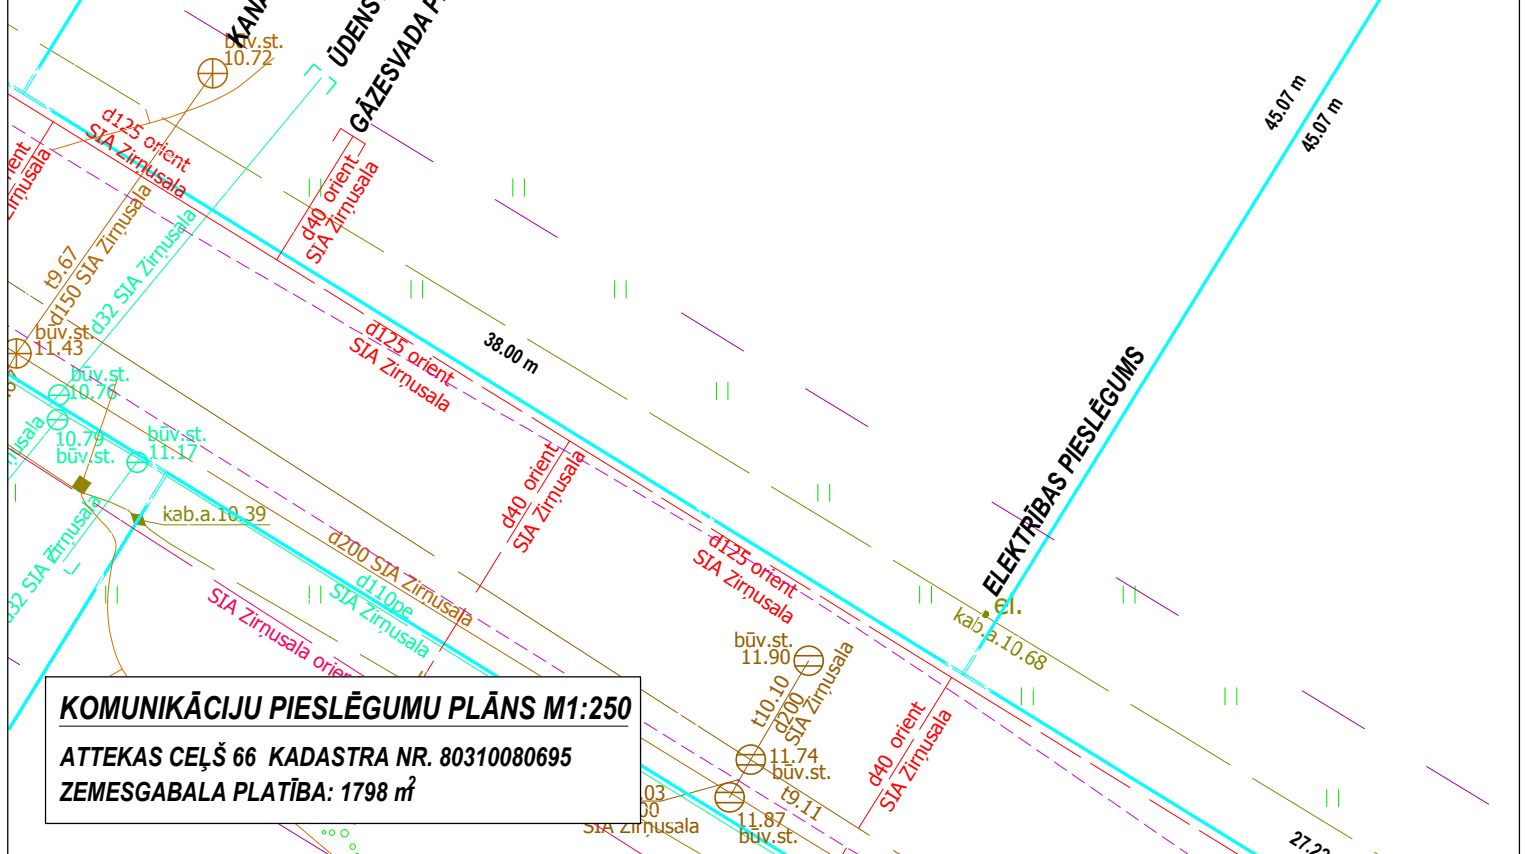 būv.st.
10.72
45.07 m
45.07 m
d125 orient
SIA Zirņusala
d40 orient
SIA Zirņusala
t9.67
d150 SIA Zirņusala
d32 SIA Zirņusala
būv.st.
11.43
d125 orient
SIA Zirņusala
38.00 m
būv.st.
10.76
10.79
būv.st.
būv.st.
11.17
kab.a.10.39
d40 orient
SIA Zirņusala
ELEKTRĪBAS PIESLĒGUMS
el.
kab.a.10.68
d200 SIA Zirņusala
d110pe
SIA Zirņusala
d125 orient
SIA Zirņusala
būv.st.
11.90
t10.10
d200
SIA Zirņusala
11.74
būv.st.
t9.11
11.87
būv.st.
d40 orient
SIA Zirņusala
SIA Zirņusala
KOMUNIKĀCIJU PIESLĒGUMU PLĀNS M1:250
ATTEKAS CEĻŠ 66 KADASTRA NR. 80310080695
ZEMESGABALA PLATĪBA: 1798 m²